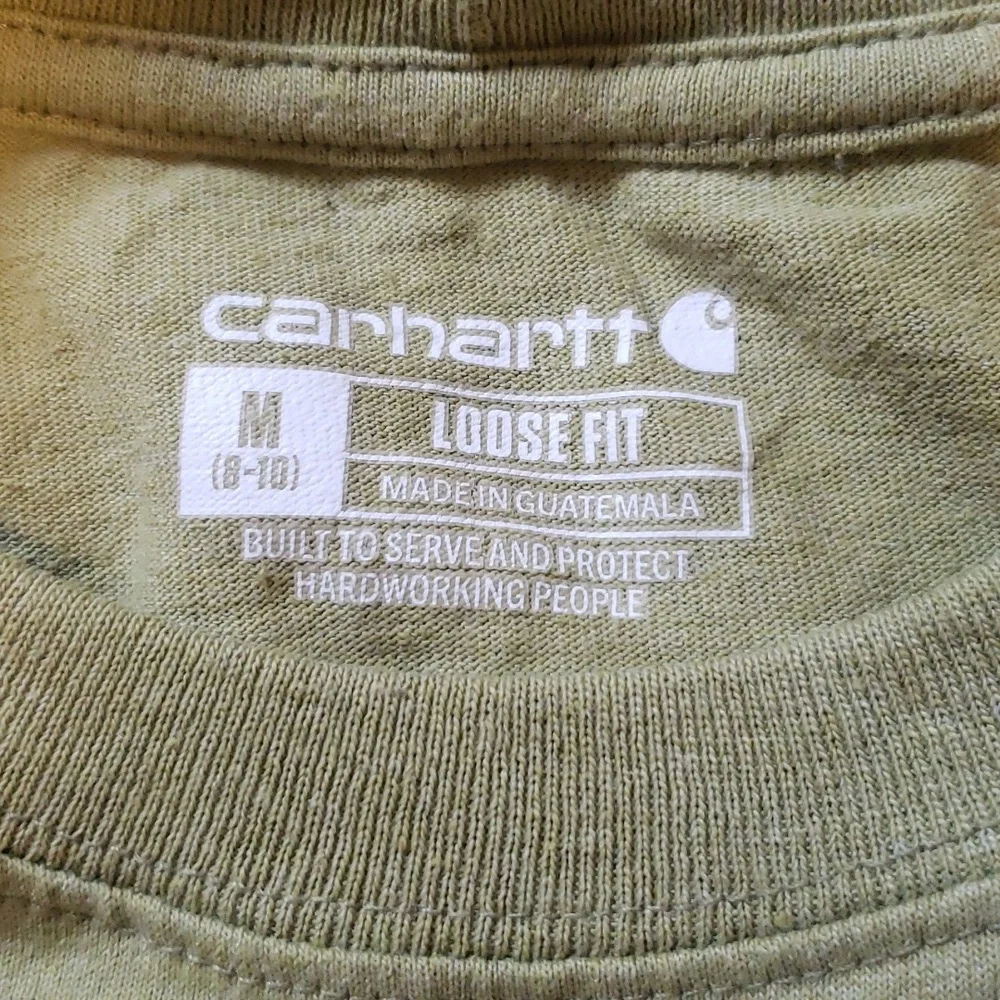 carhartt
M
(8-10)
LOOSE FIT
MADE IN GUATEMALA
BUILT TO SERVE AND PROTECT
HARDWORKING PEOPLE